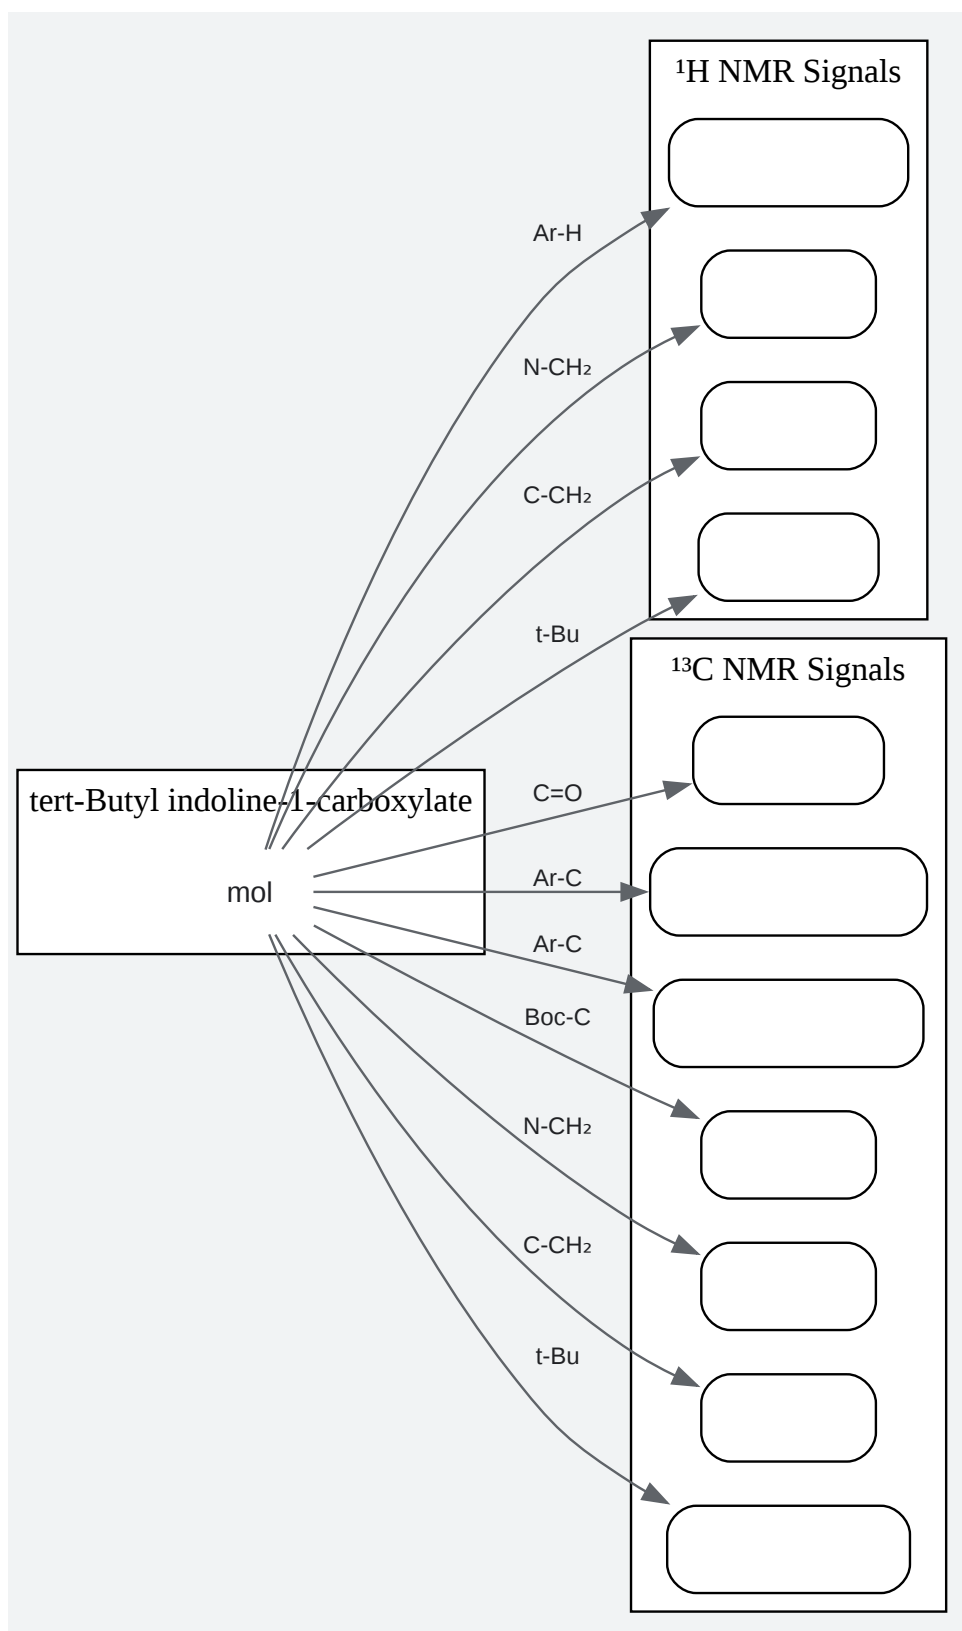 ¹H NMR Signals
Ar-H
N-CH₂
C-CH₂
t-Bu
¹³C NMR Signals
tert-Butyl indoline-1-carboxylate
mol
C=O
Ar-C
Ar-C
Boc-C
N-CH₂
C-CH₂
t-Bu